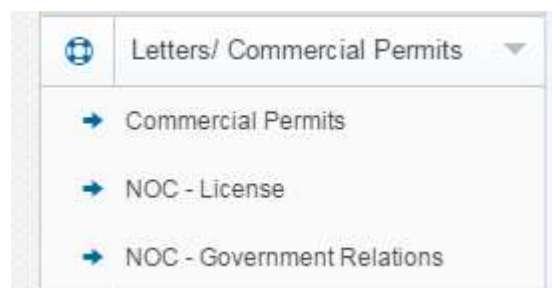 Letters/ Commercial Permits
Commercial Permits
NOC - License
NOC - Government Relations